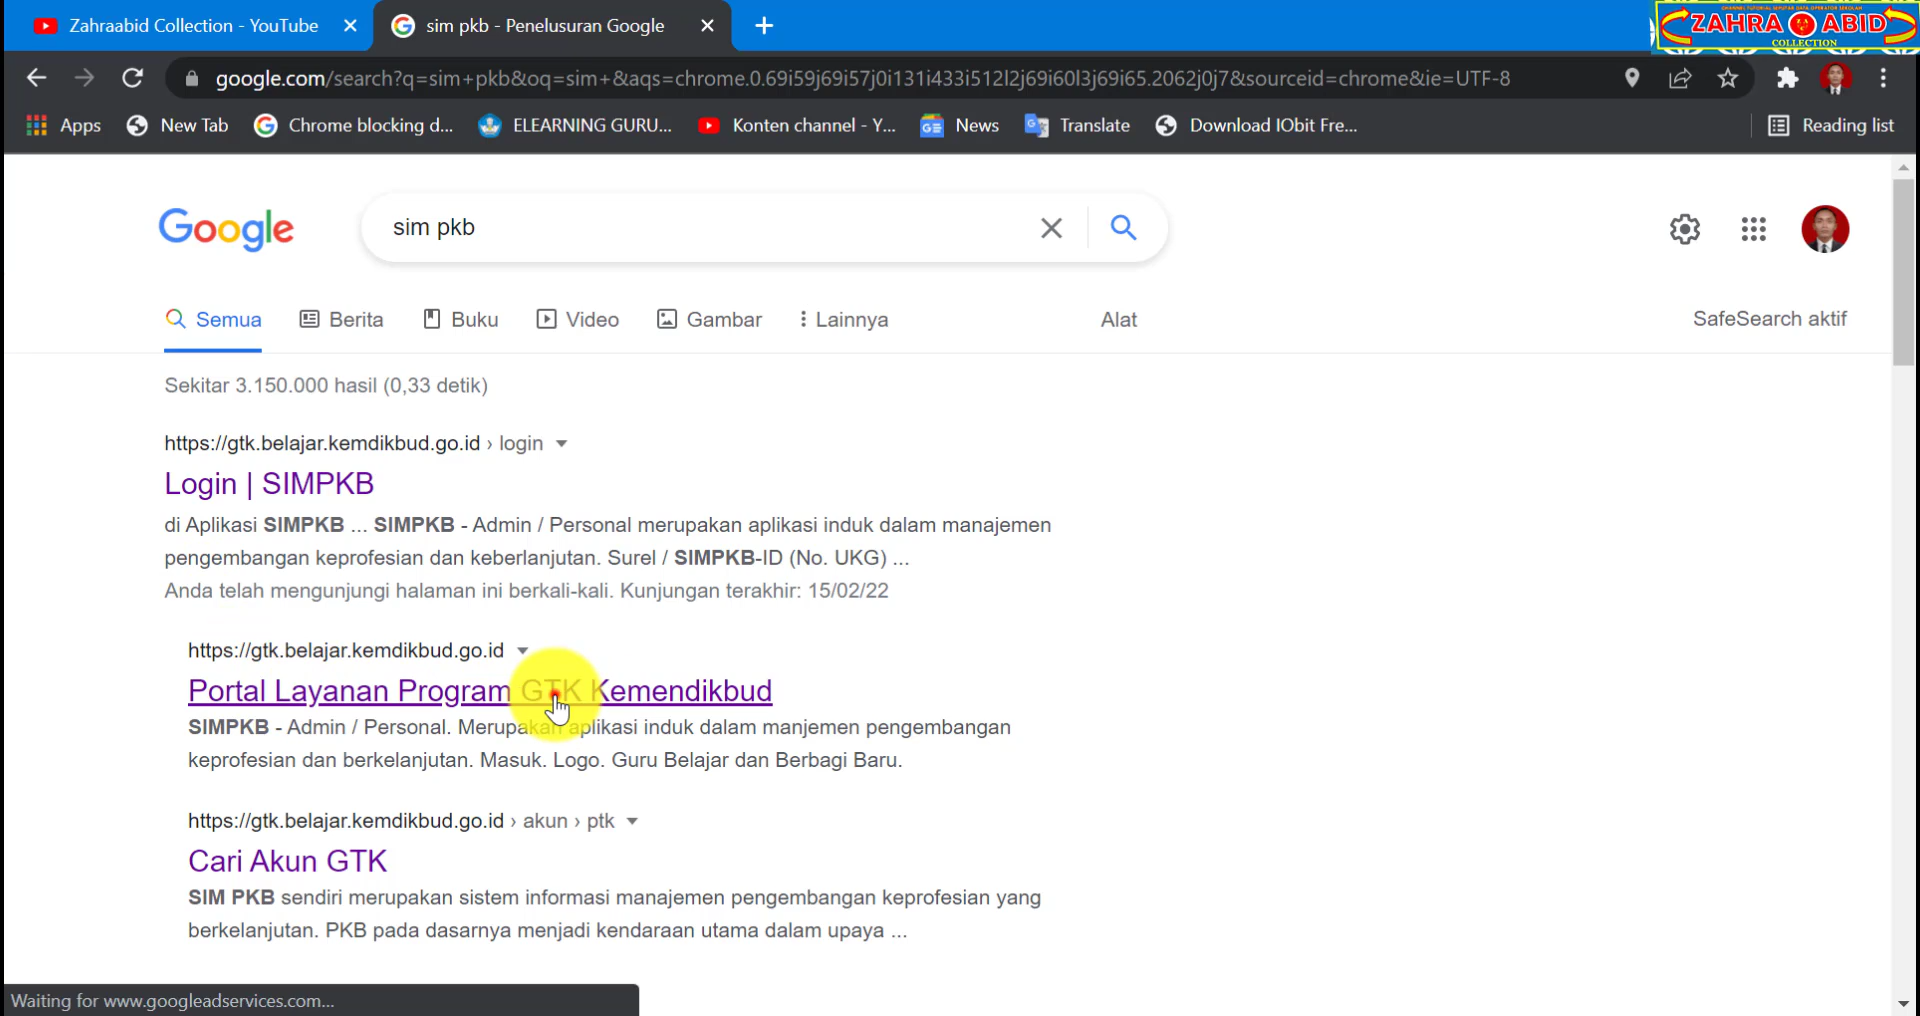 Zahraabid Collection - YouTube
sim pkb - Penelusuran Google
CHANNEL TUTORIAL SEPUTAR DATA OPERATOR SEKOLAH
ZAHRA ABID
COLLECTION
google.com/search?q=sim+pkb&oq=sim+&aqs=chrome.0.69i59j69i57j0i131i433i512l2j69i60l3j69i65.2062j0j7&sourceid=chrome&ie=UTF-8
Apps
New Tab
Chrome blocking d...
ELEARNING GURU...
Konten channel - Y...
News
Translate
Download IObit Fre...
Reading list
Google
sim pkb
Semua
Berita
Buku
Video
Gambar
Lainnya
Alat
SafeSearch aktif
Sekitar 3.150.000 hasil (0,33 detik)
https://gtk.belajar.kemdikbud.go.id › login
Login | SIMPKB
di Aplikasi SIMPKB ... SIMPKB - Admin / Personal merupakan aplikasi induk dalam manajemen
pengembangan keprofesian dan keberlanjutan. Surel / SIMPKB-ID (No. UKG) ...
Anda telah mengunjungi halaman ini berkali-kali. Kunjungan terakhir: 15/02/22
https://gtk.belajar.kemdikbud.go.id
Portal Layanan Program GTK Kemendikbud
SIMPKB - Admin / Personal. Merupakan aplikasi induk dalam manjemen pengembangan
keprofesian dan berkelanjutan. Masuk. Logo. Guru Belajar dan Berbagi Baru.
https://gtk.belajar.kemdikbud.go.id › akun › ptk
Cari Akun GTK
SIM PKB sendiri merupakan sistem informasi manajemen pengembangan keprofesian yang
berkelanjutan. PKB pada dasarnya menjadi kendaraan utama dalam upaya ...
Waiting for www.googleadservices.com...